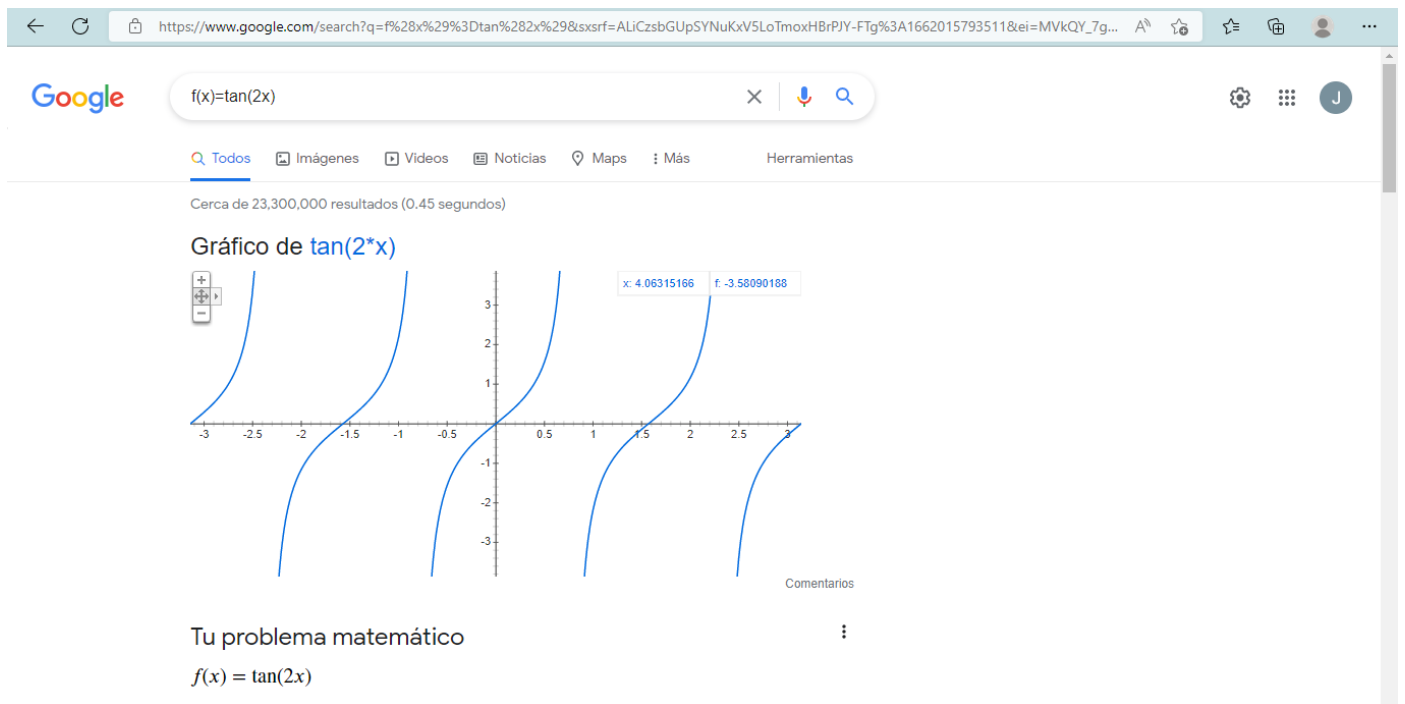 https://www.google.com/search?q=f%28x%29%3Dtan%282x%29&sxsrf=ALiCzsbGUpSYNuKxV5LoTmoxHBrPJY-FTg%3A1662015793511&ei=MVkQY_7g...
Google
f(x)=tan(2x)
J
Todos Imágenes Videos Noticias Maps Más Herramientas
Cerca de 23,300,000 resultados (0.45 segundos)
Gráfico de tan(2*x)
x: 4.06315166 f: -3.58090188
3
2
1
-3 -2.5 -2 -1.5 -1 -0.5 0.5 1 1.5 2 2.5 3
-1
-2
-3
Comentarios
Tu problema matemático
f(x) = tan(2x)